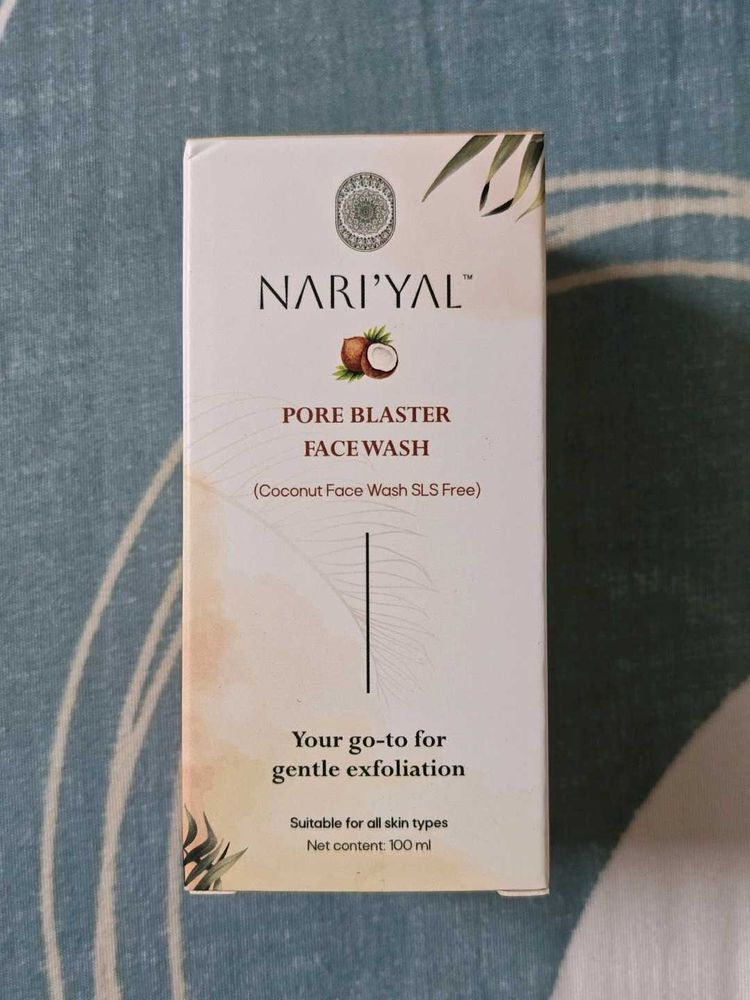 NARI'YAL™
PORE BLASTER
FACE WASH
(Coconut Face Wash SLS Free)
Your go-to for
gentle exfoliation
Suitable for all skin types
Net content: 100 ml